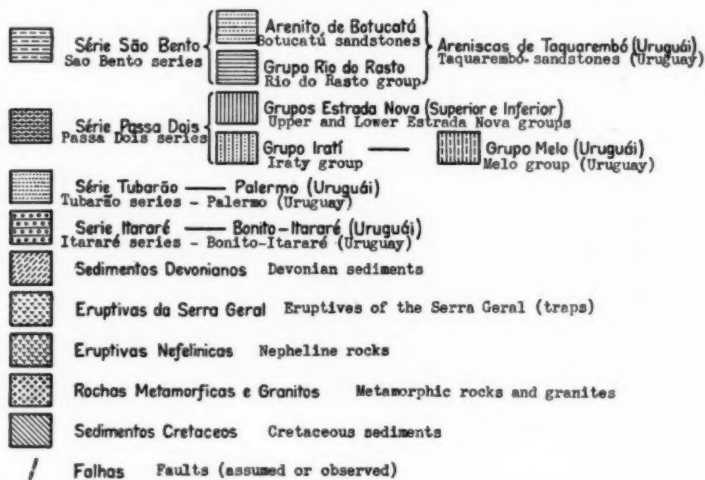 Série São Bento
Sao Bento series
Arenito de Botucatú
Botucatú sandstones
Grupo Rio do Rasto
Rio do Rasto group
Areniscas de Taquarembó (Uruguái)
Taquarembó sandstones (Uruguay)
Série Passa Dois
Passa Dois series
Grupos Estrada Nova (Superior e Inferior)
Upper and Lower Estrada Nova groups
Grupo Iratí
Iraty group
Grupo Melo (Uruguái)
Melo group (Uruguay)
Série Tubarão — Palermo (Uruguái)
Tubarão series - Palermo (Uruguay)
Serie Itararé — Bonito-Itararé (Uruguái)
Itararé series - Bonito-Itararé (Uruguay)
Sedimentos Devonianos Devonian sediments
Eruptivas da Serra Geral Eruptives of the Serra Geral (traps)
Eruptivas Nefelinicas Nepheline rocks
Rochas Metamorficas e Granitos Metamorphic rocks and granites
Sedimentos Cretaceos Cretaceous sediments
Falhas Faults (assumed or observed)